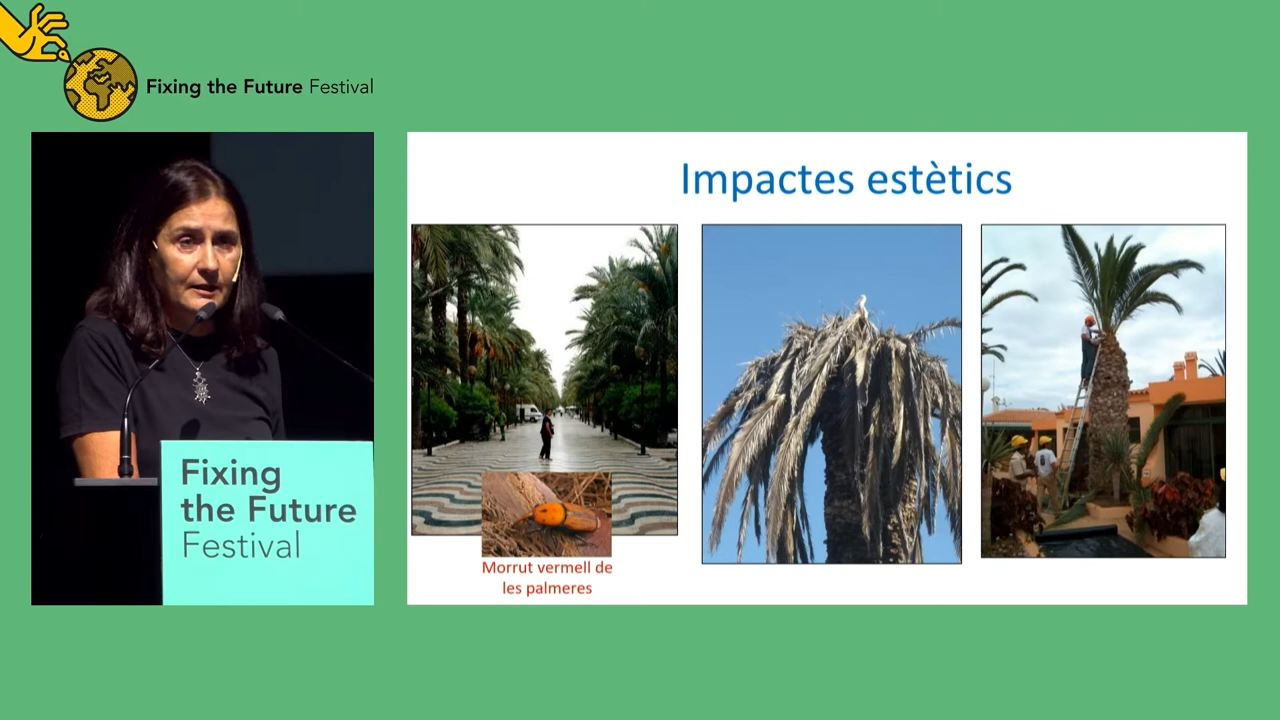 Fixing the Future Festival
Impactes estètics
Morrut vermell de
les palmeres
Fixing
the Future
Festival